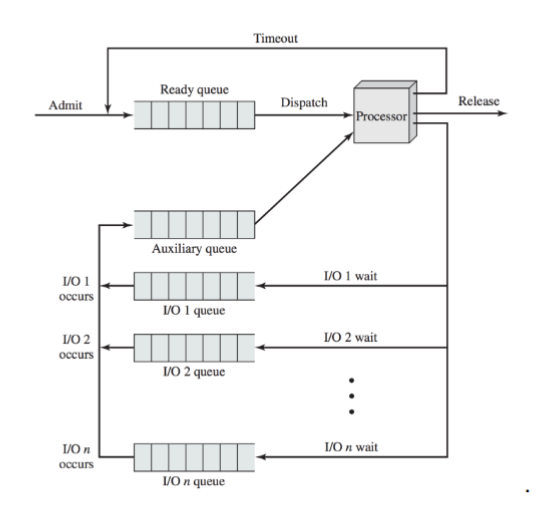 Timeout
Ready queue
Admit
Dispatch
Processor
Release
Auxiliary queue
I/O 1
occurs
I/O 1 wait
I/O 1 queue
I/O 2
occurs
I/O 2 wait
I/O 2 queue
I/O n
occurs
I/O n wait
I/O n queue
.